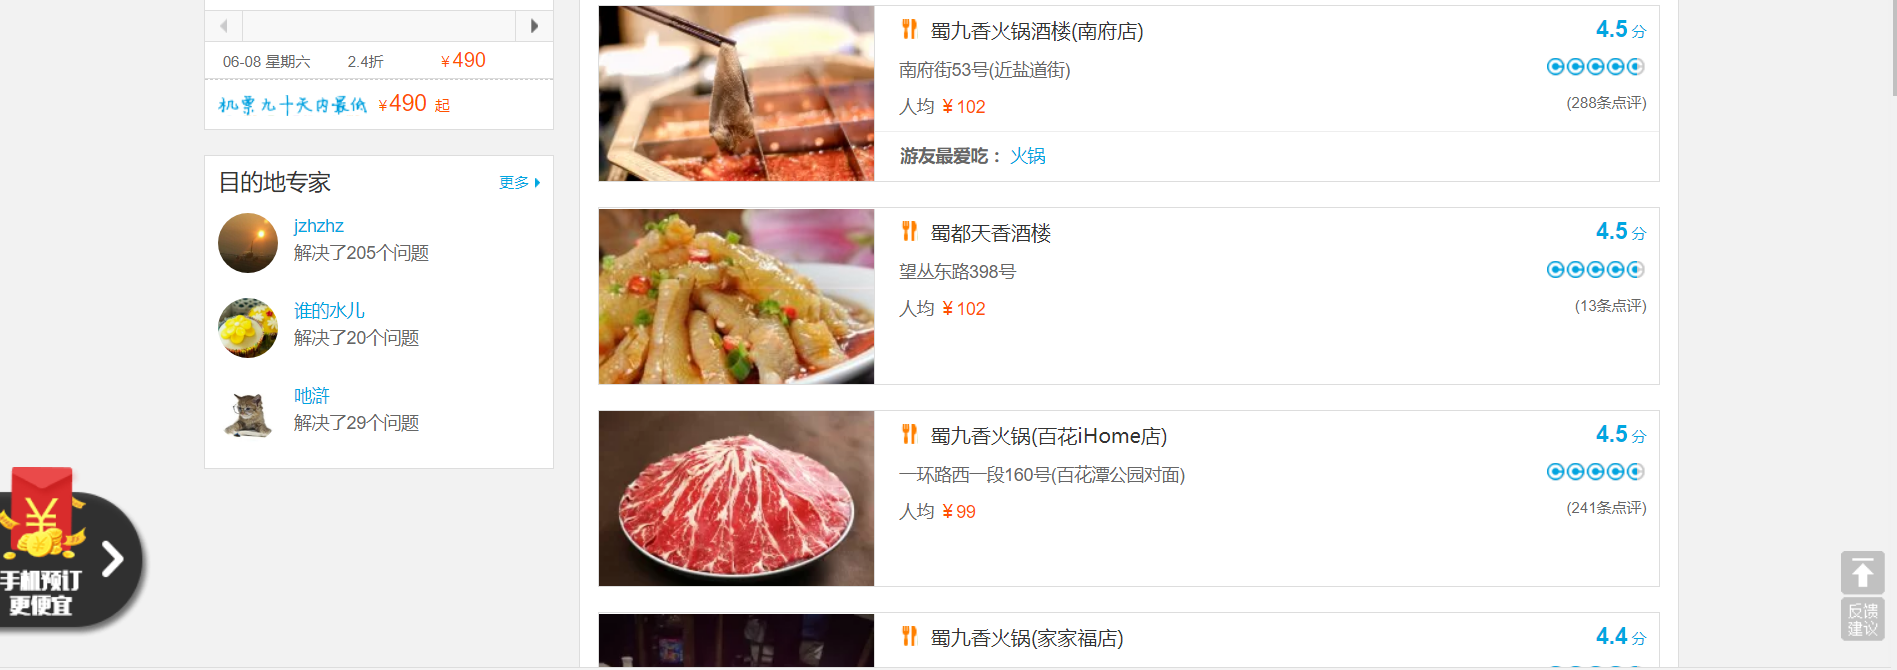 06-08 星期六 2.4折 ¥490
机票九十天内最低 ¥490 起
目的地专家 更多
jzhzhz
解决了205个问题
谁的水儿
解决了20个问题
吔滸
解决了29个问题
手机预订
更便宜
蜀九香火锅酒楼(南府店) 4.5 分
南府街53号(近盐道街)
人均 ¥102 (288条点评)
游友最爱吃： 火锅
蜀都天香酒楼 4.5 分
望丛东路398号
人均 ¥102 (13条点评)
蜀九香火锅(百花iHome店) 4.5 分
一环路西一段160号(百花潭公园对面)
人均 ¥99 (241条点评)
蜀九香火锅(家家福店) 4.4 分
反馈
建议